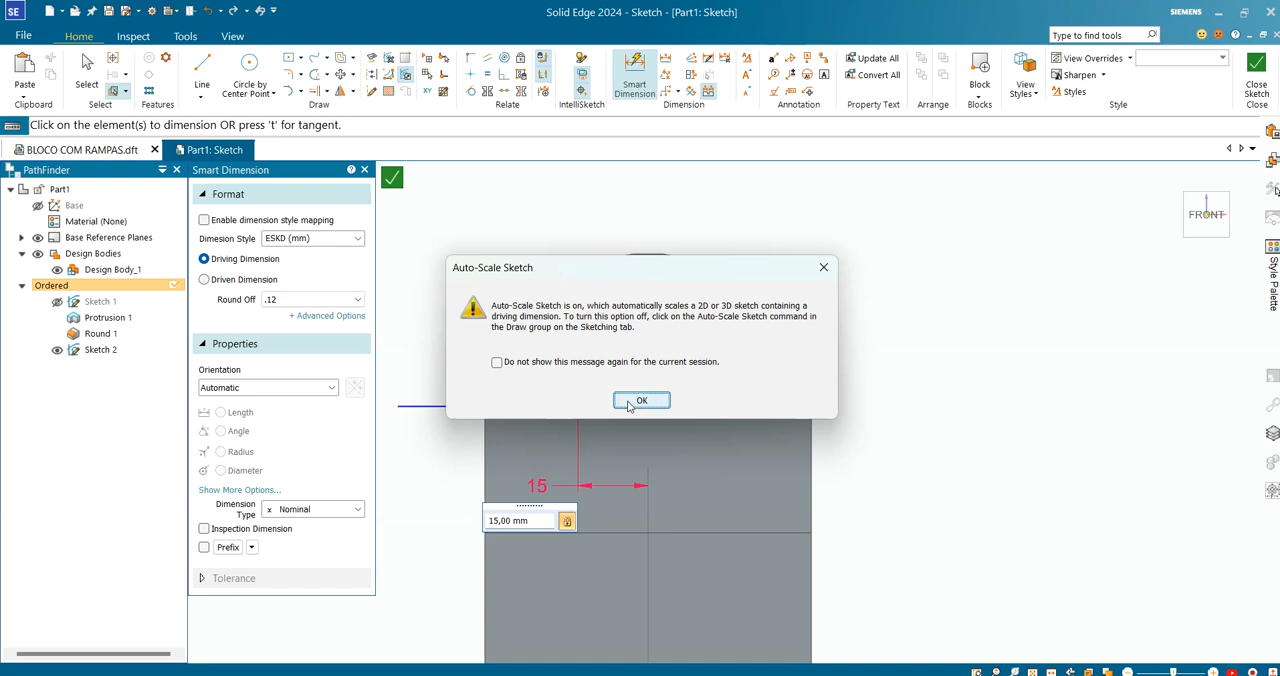 SE
Solid Edge 2024 - Sketch - [Part1: Sketch]
SIEMENS
File
Home
Inspect
Tools
View
Type to find tools
Paste
Clipboard
Select
Select
Features
Line
Circle by
Center Point
Draw
Relate
IntelliSketch
Smart
Dimension
Dimension
Annotation
Update All
Convert All
Property Text
Arrange
Block
Blocks
View
Styles
View Overrides
Sharpen
Styles
Style
Close
Sketch
Close
Click on the element(s) to dimension OR press 't' for tangent.
BLOCO COM RAMPAS.dft
Part1: Sketch
PathFinder
Part1
Base
Material (None)
Base Reference Planes
Design Bodies
Design Body_1
Ordered
Sketch 1
Protrusion 1
Round 1
Sketch 2
Smart Dimension
Format
Enable dimension style mapping
Dimesion Style
ESKD (mm)
Driving Dimension
Driven Dimension
Round Off
.12
+ Advanced Options
Properties
Orientation
Automatic
Length
Angle
Radius
Diameter
Show More Options...
Dimension
Type
x Nominal
Inspection Dimension
Prefix
Tolerance
Auto-Scale Sketch
Auto-Scale Sketch is on, which automatically scales a 2D or 3D sketch containing a
driving dimension. To turn this option off, click on the Auto-Scale Sketch command in
the Draw group on the Sketching tab.
Do not show this message again for the current session.
OK
15
15,00 mm
FRONT
Style Palette